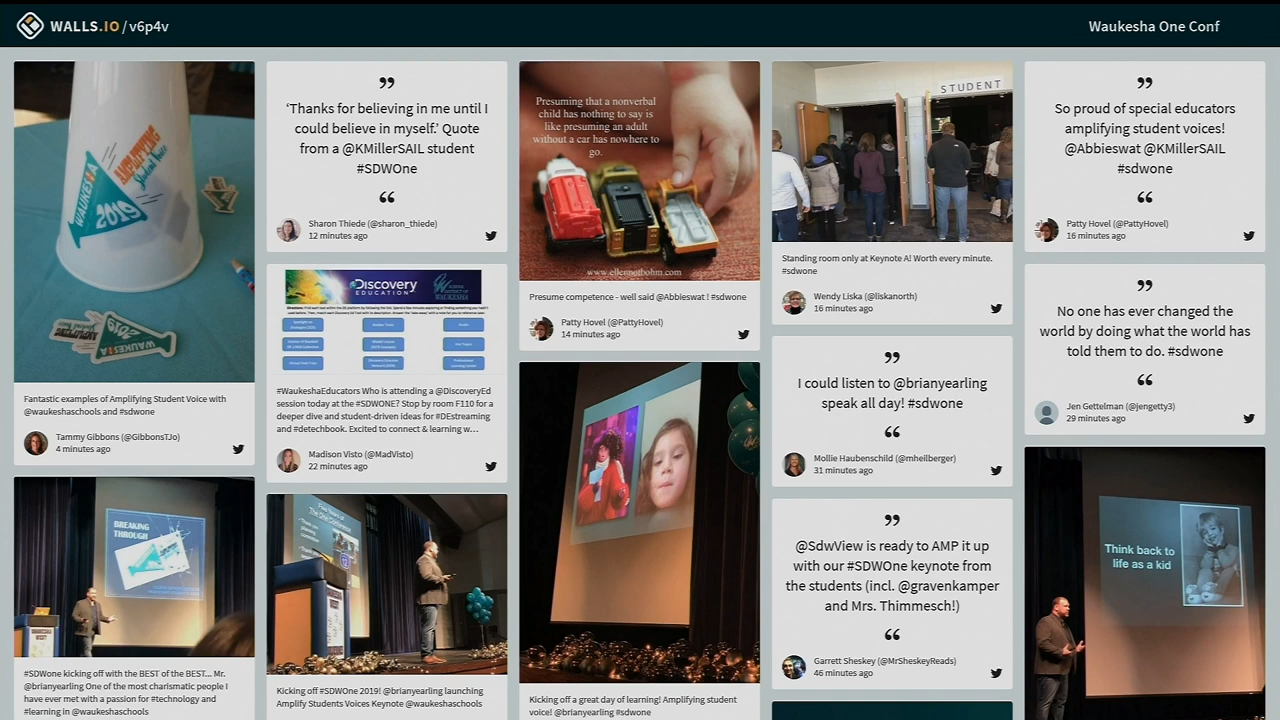 WALLS.IO / v6p4v
Waukesha One Conf
WAUKESHA
2019
AMPLIFYING
Student Voice
2019
WAUKESHA
Fantastic examples of Amplifying Student Voice with
@waukeshaschools and #sdwone
Tammy Gibbons (@GibbonsTJo)
4 minutes ago
BREAKING
THROUGH
WAUKESHA
WEST
#SDWone kicking off with the BEST of the BEST... Mr.
@brianyearling One of the most charismatic people I
have ever met with a passion for #technology and
#learning in @waukeshaschools
”
‘Thanks for believing in me until I
could believe in myself.’ Quote
from a @KMillerSAIL student
#SDWOne
“
Sharon Thiede (@sharon_thiede)
12 minutes ago
Discovery
EDUCATION
SCHOOL
DISTRICT OF
WAUKESHA
#WaukeshaEducators Who is attending a @DiscoveryEd
session today at the #SDWONE? Stop by room F110 for a
deeper dive and student-driven ideas for #DEstreaming
and #detechbook. Excited to connect & learning w...
Madison Visto (@MadVisto)
22 minutes ago
Kicking off #SDWOne 2019! @brianyearling launching
Amplify Students Voices Keynote @waukeshaschools
Presuming that a nonverbal
child has nothing to say is
like presuming an adult
without a car has nowhere to
go.
www.ellennotbohm.com
Presume competence - well said @Abbieswat ! #sdwone
Patty Hovel (@PattyHovel)
14 minutes ago
Kicking off a great day of learning! Amplifying student
voice! @brianyearling #sdwone
STUDENT
Standing room only at Keynote A! Worth every minute.
#sdwone
Wendy Liska (@liskanorth)
16 minutes ago
”
I could listen to @brianyearling
speak all day! #sdwone
“
Mollie Haubenschild (@mheilberger)
31 minutes ago
”
@SdwView is ready to AMP it up
with our #SDWOne keynote from
the students (incl. @gravenkamper
and Mrs. Thimmesch!)
“
Garrett Sheskey (@MrSheskeyReads)
46 minutes ago
”
So proud of special educators
amplifying student voices!
@Abbieswat @KMillerSAIL
#sdwone
“
Patty Hovel (@PattyHovel)
16 minutes ago
”
No one has ever changed the
world by doing what the world has
told them to do. #sdwone
“
Jen Gettelman (@jengetty3)
29 minutes ago
Think back to
life as a kid